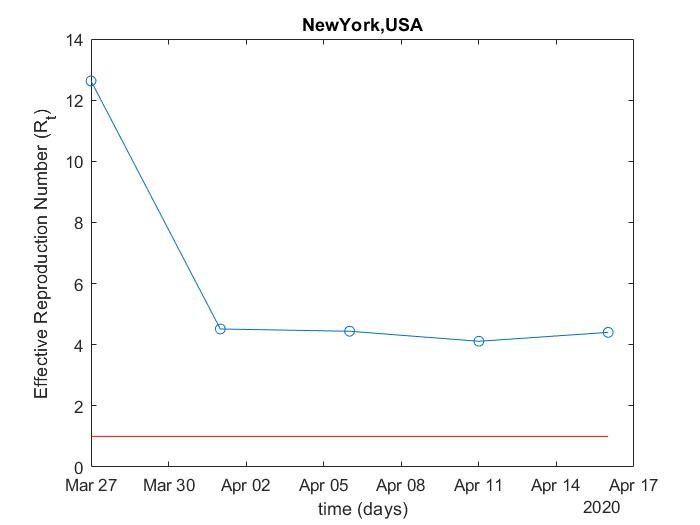 NewYork,USA
14
12
10
8
6
4
2
0
Effective Reproduction Number (Rt)
Mar 27 Mar 30 Apr 02 Apr 05 Apr 08 Apr 11 Apr 14 Apr 17
time (days)
2020